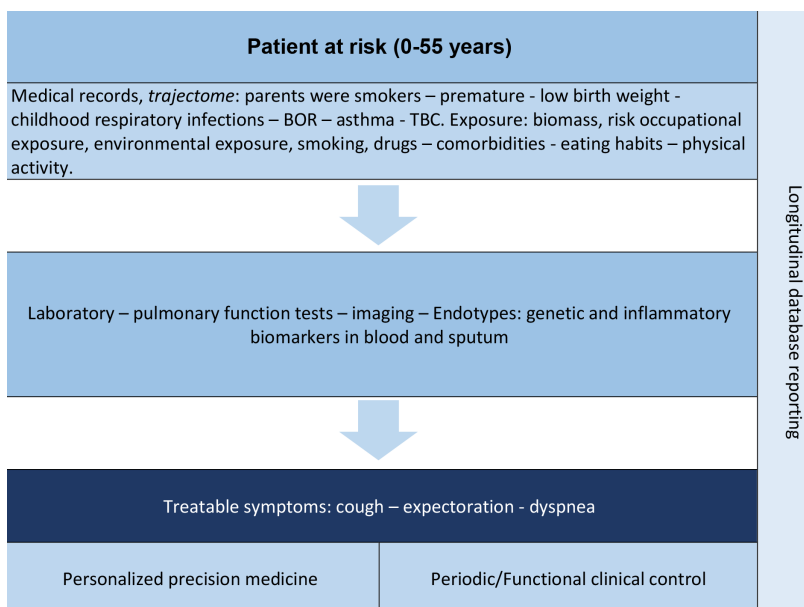 Patient at risk (0-55 years)
Medical records, trajectome: parents were smokers – premature - low birth weight -
childhood respiratory infections – BOR – asthma - TBC. Exposure: biomass, risk occupational
exposure, environmental exposure, smoking, drugs – comorbidities - eating habits – physical
activity.
Laboratory – pulmonary function tests – imaging – Endotypes: genetic and inflammatory
biomarkers in blood and sputum
Treatable symptoms: cough – expectoration - dyspnea
Personalized precision medicine
Periodic/Functional clinical control
Longitudinal database reporting